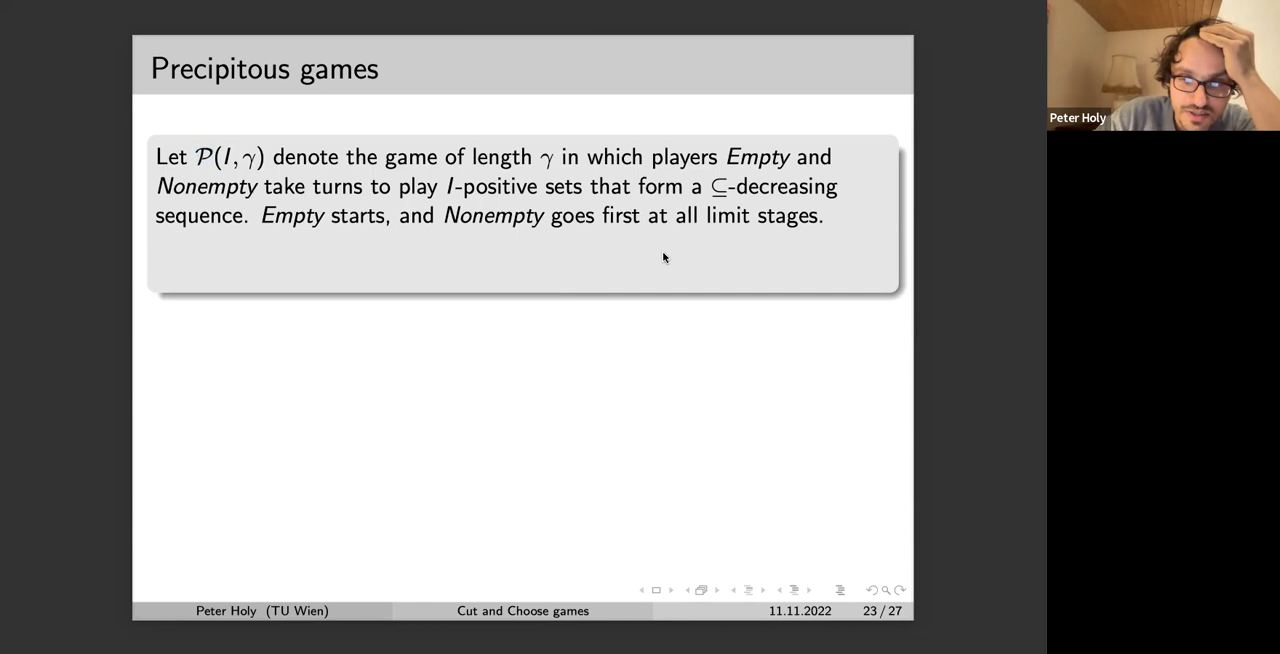 Precipitous games
Let 𝒫(I, γ) denote the game of length γ in which players Empty and
Nonempty take turns to play I-positive sets that form a ⊆-decreasing
sequence. Empty starts, and Nonempty goes first at all limit stages.
Peter Holy (TU Wien)
Cut and Choose games
11.11.2022
23 / 27
Peter Holy